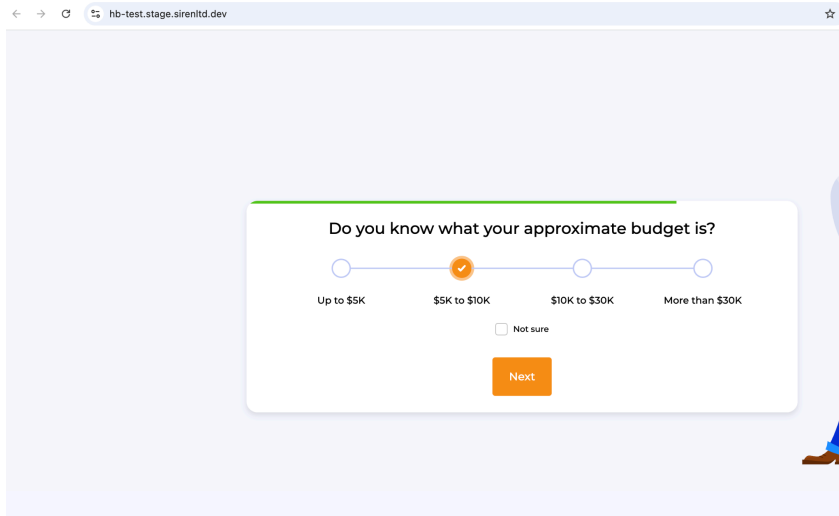 hb-test.stage.sirenltd.dev
Do you know what your approximate budget is?
Up to $5K $5K to $10K $10K to $30K More than $30K
Not sure
Next